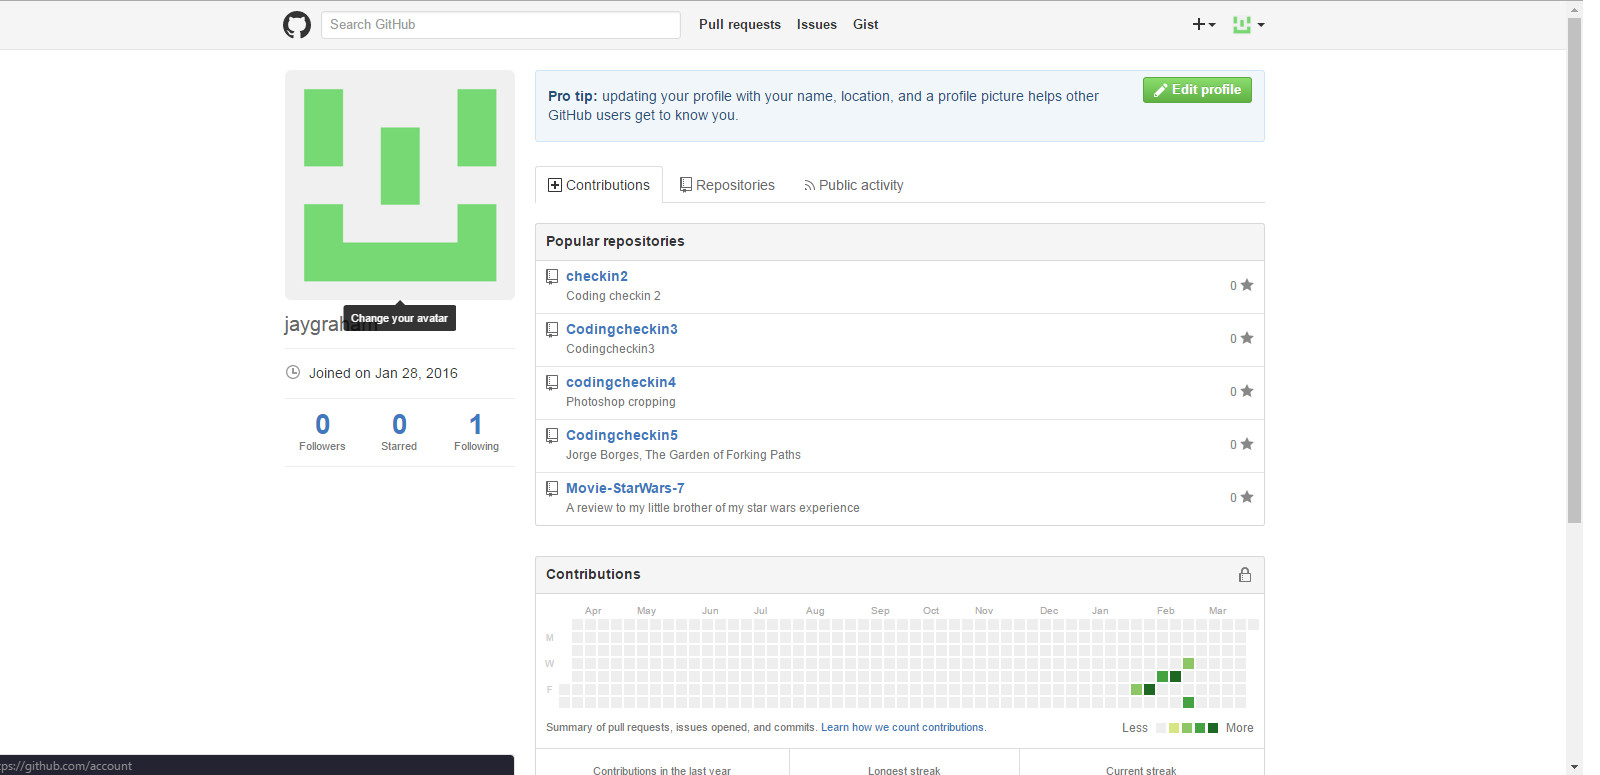 Search GitHub
Pull requests Issues Gist
Pro tip: updating your profile with your name, location, and a profile picture helps other
GitHub users get to know you.
Edit profile
Contributions Repositories Public activity
Change your avatar
Joined on Jan 28, 2016
0 0 1
Followers Starred Following
Popular repositories
checkin2
Coding checkin 2
0
Codingcheckin3
Codingcheckin3
0
codingcheckin4
Photoshop cropping
0
Codingcheckin5
Jorge Borges, The Garden of Forking Paths
0
Movie-StarWars-7
A review to my little brother of my star wars experience
0
Contributions
Apr May Jun Jul Aug Sep Oct Nov Dec Jan Feb Mar
M
W
F
Summary of pull requests, issues opened, and commits. Learn how we count contributions.
Less More
Contributions in the last year Longest streak Current streak
ps://github.com/account